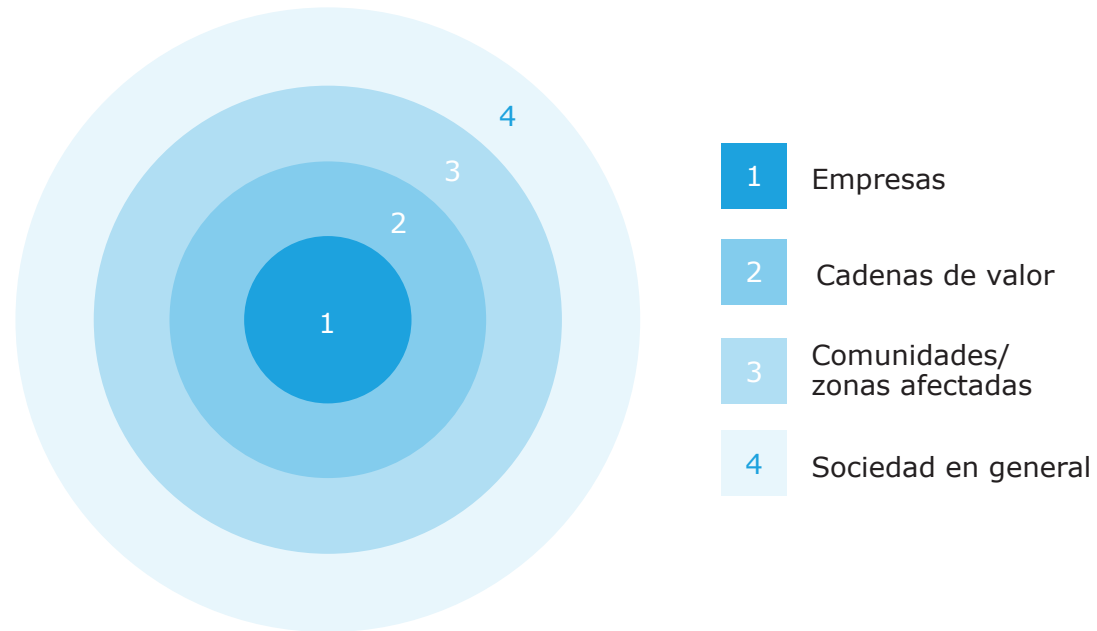 4
3
2
1
1 Empresas
2 Cadenas de valor
3 Comunidades/
zonas afectadas
4 Sociedad en general